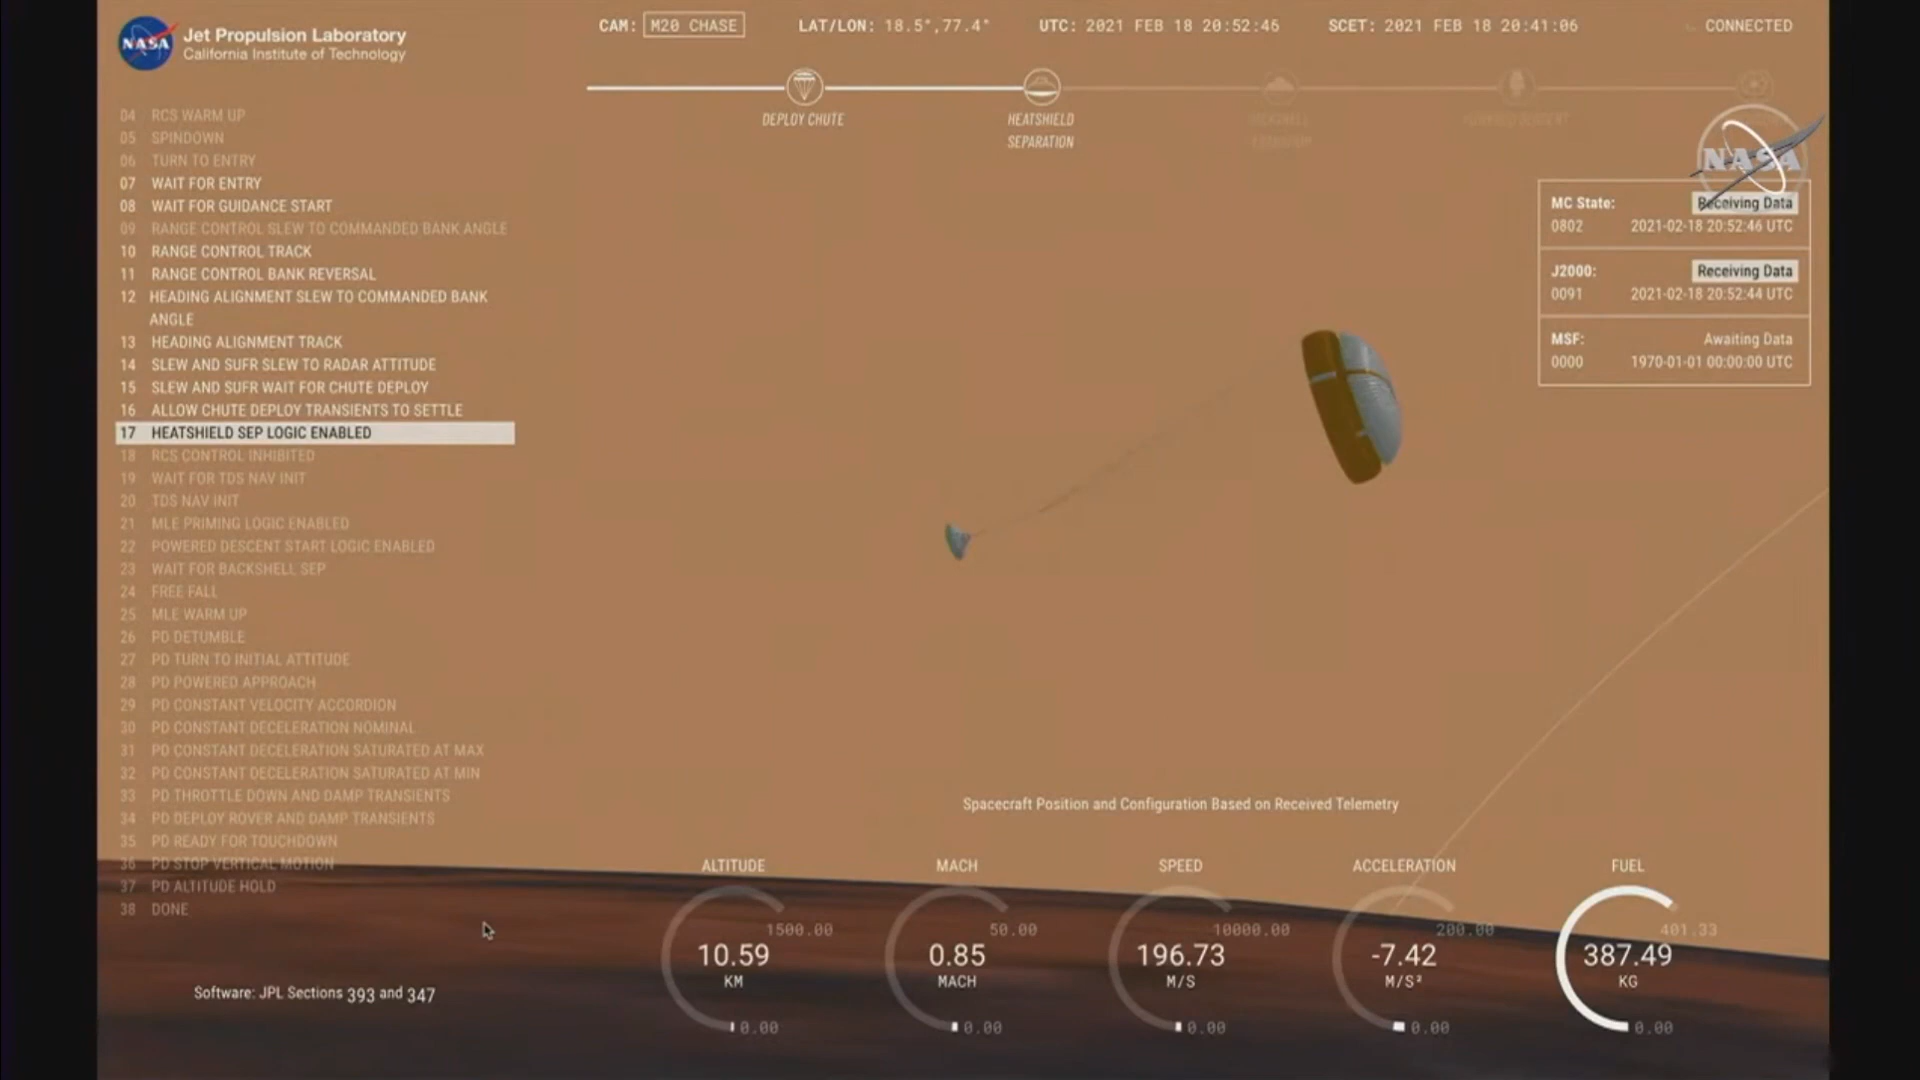 NASA Jet Propulsion Laboratory
California Institute of Technology
CAM: M20 CHASE LAT/LON: 18.5°,77.4° UTC: 2021 FEB 18 20:52:46 SCET: 2021 FEB 18 20:41:06 CONNECTED
DEPLOY CHUTE
HEATSHIELD
SEPARATION
NASA
04 RCS WARM UP
05 SPINDOWN
06 TURN TO ENTRY
07 WAIT FOR ENTRY
08 WAIT FOR GUIDANCE START
09 RANGE CONTROL SLEW TO COMMANDED BANK ANGLE
10 RANGE CONTROL TRACK
11 RANGE CONTROL BANK REVERSAL
12 HEADING ALIGNMENT SLEW TO COMMANDED BANK
ANGLE
13 HEADING ALIGNMENT TRACK
14 SLEW AND SUFR SLEW TO RADAR ATTITUDE
15 SLEW AND SUFR WAIT FOR CHUTE DEPLOY
16 ALLOW CHUTE DEPLOY TRANSIENTS TO SETTLE
17 HEATSHIELD SEP LOGIC ENABLED
18 RCS CONTROL INHIBITED
19 WAIT FOR TDS NAV INIT
20 TDS NAV INIT
21 MLE PRIMING LOGIC ENABLED
22 POWERED DESCENT START LOGIC ENABLED
23 WAIT FOR BACKSHELL SEP
24 FREE FALL
25 MLE WARM UP
26 PD DETUMBLE
27 PD TURN TO INITIAL ATTITUDE
28 PD POWERED APPROACH
29 PD CONSTANT VELOCITY ACCORDION
30 PD CONSTANT DECELERATION NOMINAL
31 PD CONSTANT DECELERATION SATURATED AT MAX
32 PD CONSTANT DECELERATION SATURATED AT MIN
33 PD THROTTLE DOWN AND DAMP TRANSIENTS
34 PD DEPLOY ROVER AND DAMP TRANSIENTS
35 PD READY FOR TOUCHDOWN
36 PD STOP VERTICAL MOTION
37 PD ALTITUDE HOLD
38 DONE
Software: JPL Sections 393 and 347
MC State: Receiving Data
0802 2021-02-18 20:52:46 UTC
J2000: Receiving Data
0091 2021-02-18 20:52:44 UTC
MSF: Awaiting Data
0000 1970-01-01 00:00:00 UTC
Spacecraft Position and Configuration Based on Received Telemetry
ALTITUDE MACH SPEED ACCELERATION FUEL
1500.00 50.00 10000.00 200.00 401.33
10.59 0.85 196.73 -7.42 387.49
KM MACH M/S M/S² KG
0.00 0.00 0.00 0.00 0.00